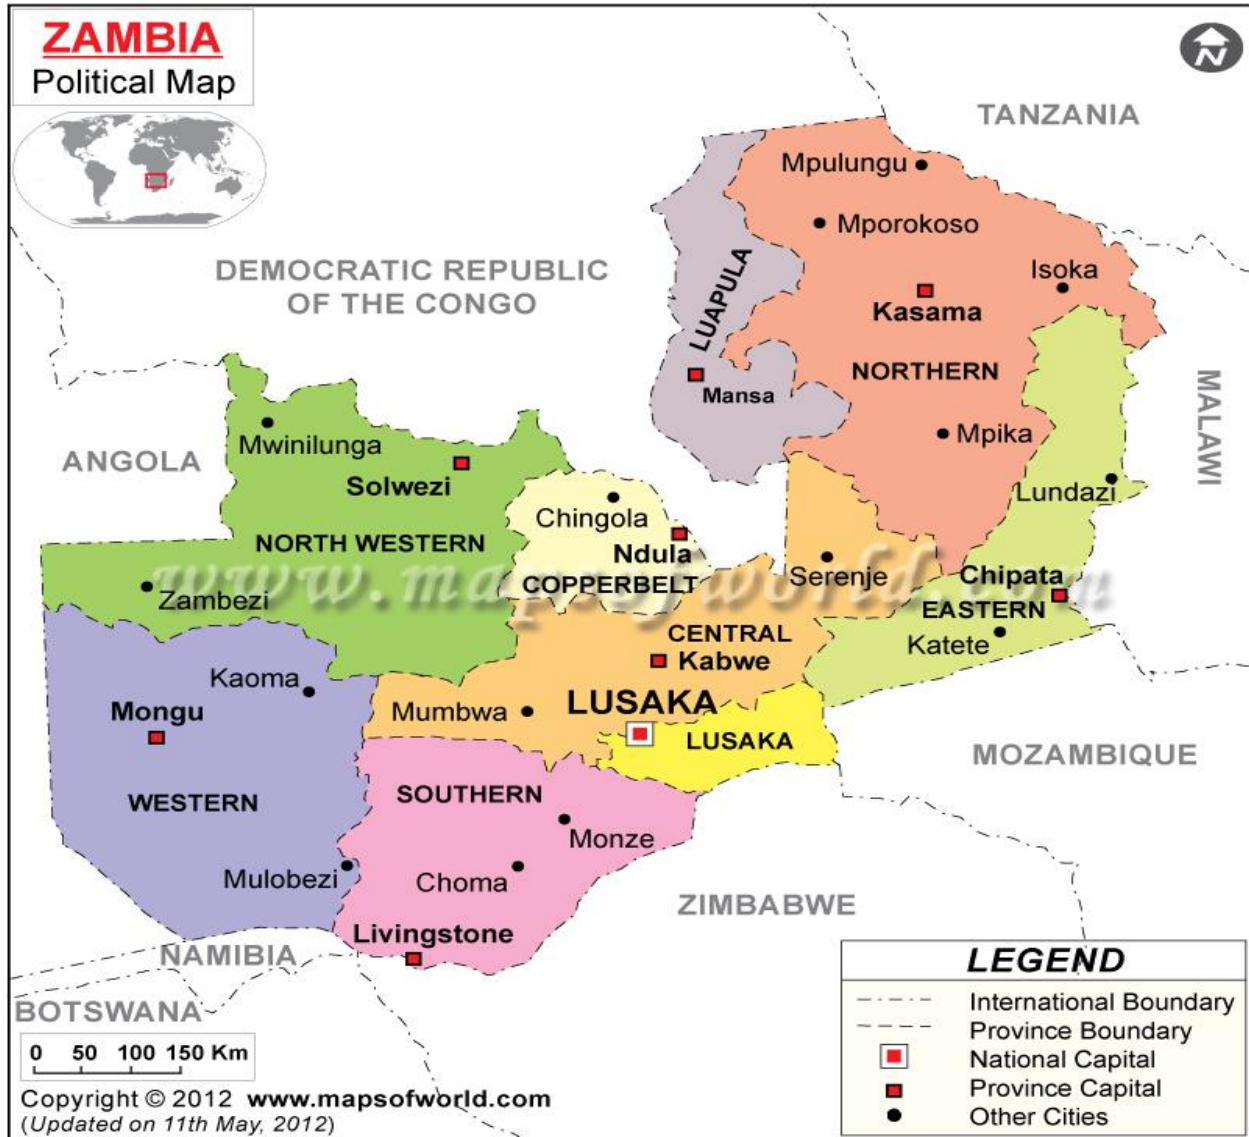 ZAMBIA
Political Map
N
TANZANIA
Mpulungu
Mporokoso
DEMOCRATIC REPUBLIC
OF THE CONGO
LUAPULA
Isoka
Kasama
NORTHERN
Mansa
MALAWI
ANGOLA
Mwinilunga
Mpika
Solwezi
Lundazi
Chingola
NORTH WESTERN
Ndula
COPPERBELT
Serenje
Chipata
www.mapsofworld.com
Zambezi
EASTERN
CENTRAL
Katete
Kabwe
Kaoma
Mongu
Mumbwa
LUSAKA
LUSAKA
MOZAMBIQUE
WESTERN
SOUTHERN
Monze
Mulobezi
Choma
ZIMBABWE
Livingstone
NAMIBIA
BOTSWANA
0 50 100 150 Km
Copyright © 2012 www.mapsofworld.com
(Updated on 11th May, 2012)
LEGEND
International Boundary
Province Boundary
National Capital
Province Capital
Other Cities